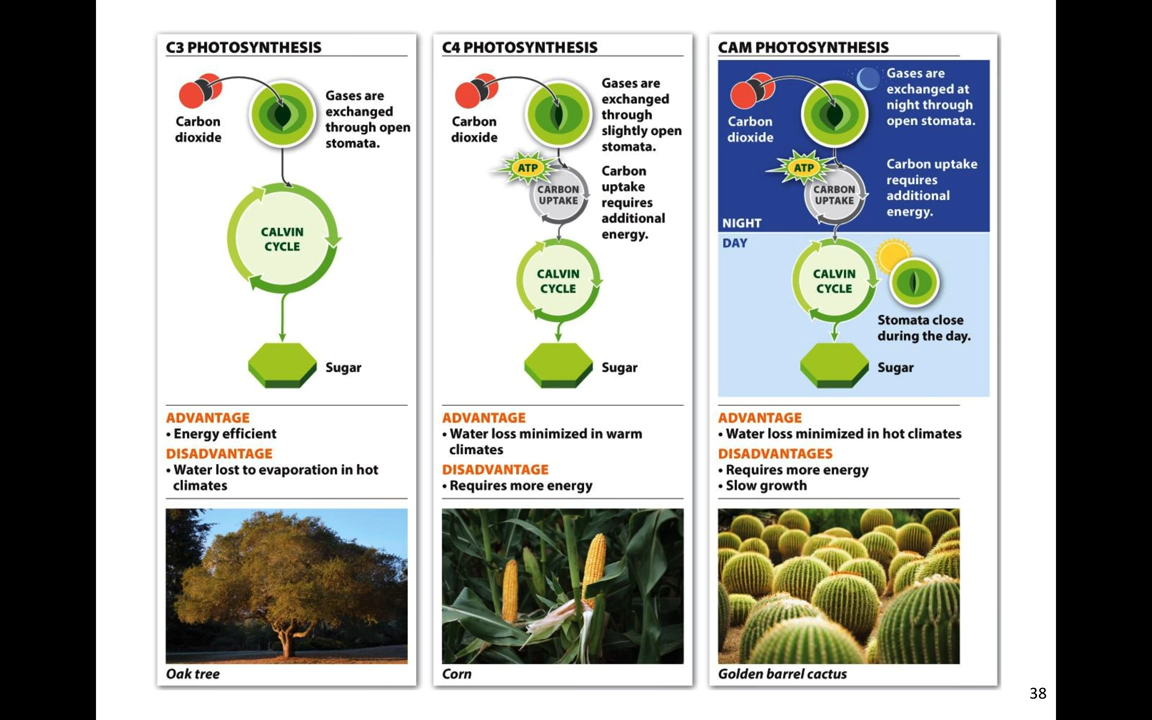 C3 PHOTOSYNTHESIS
Carbon
dioxide
Gases are
exchanged
through open
stomata.
CALVIN
CYCLE
Sugar
ADVANTAGE
• Energy efficient
DISADVANTAGE
• Water lost to evaporation in hot
climates
Oak tree
C4 PHOTOSYNTHESIS
Carbon
dioxide
Gases are
exchanged
through
slightly open
stomata.
ATP
CARBON
UPTAKE
Carbon
uptake
requires
additional
energy.
CALVIN
CYCLE
Sugar
ADVANTAGE
• Water loss minimized in warm
climates
DISADVANTAGE
• Requires more energy
Corn
CAM PHOTOSYNTHESIS
Carbon
dioxide
Gases are
exchanged at
night through
open stomata.
ATP
CARBON
UPTAKE
Carbon uptake
requires
additional
energy.
NIGHT
DAY
CALVIN
CYCLE
Stomata close
during the day.
Sugar
ADVANTAGE
• Water loss minimized in hot climates
DISADVANTAGES
• Requires more energy
• Slow growth
Golden barrel cactus
38